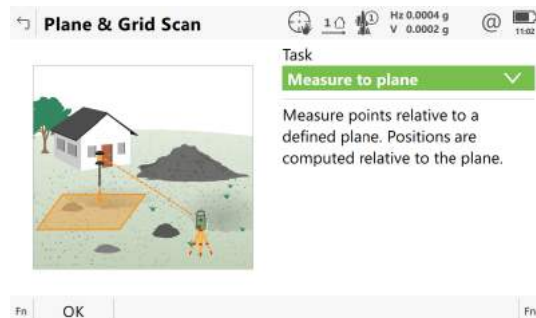 Plane & Grid Scan
1
1
Hz 0.0004 g
V 0.0002 g
@
11:02
Task
Measure to plane
Measure points relative to a
defined plane. Positions are
computed relative to the plane.
Fn
OK
Fn